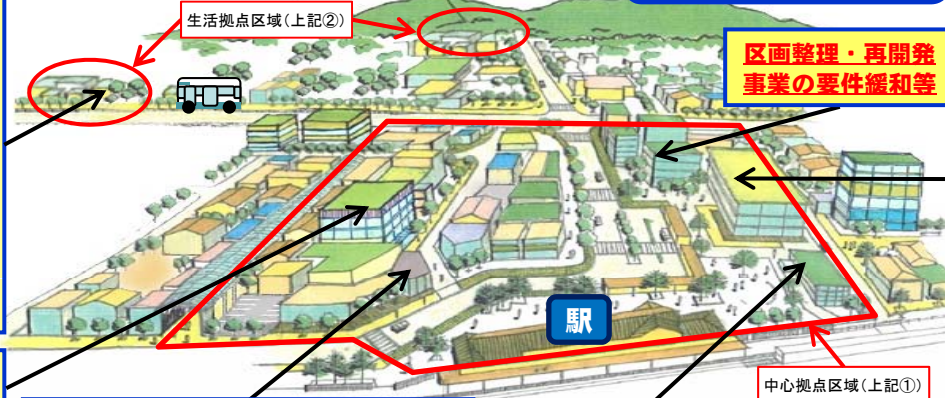 生活拠点区域(上記②)
区画整理・再開発
事業の要件緩和等
駅
中心拠点区域(上記①)